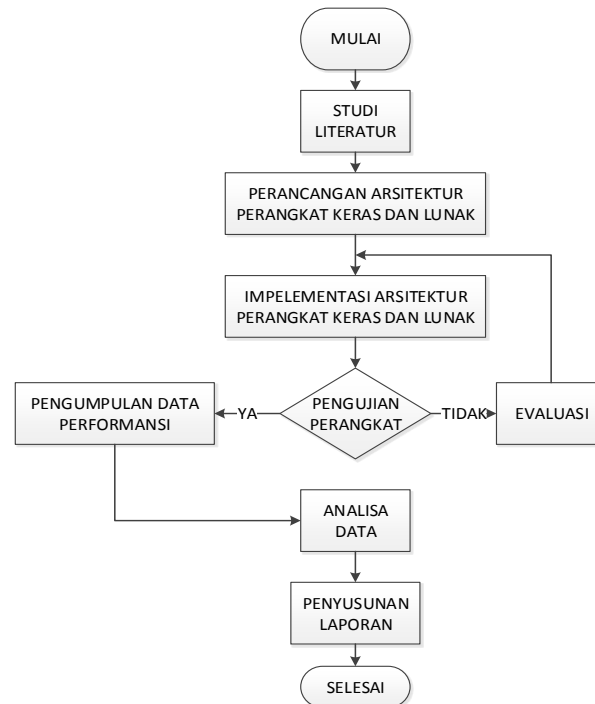 MULAI
STUDI
LITERATUR
PERANCANGAN ARSITEKTUR
PERANGKAT KERAS DAN LUNAK
IMPELEMENTASI ARSITEKTUR
PERANGKAT KERAS DAN LUNAK
PENGUJIAN
PERANGKAT
YA
TIDAK
PENGUMPULAN DATA
PERFORMANSI
EVALUASI
ANALISA
DATA
PENYUSUNAN
LAPORAN
SELESAI